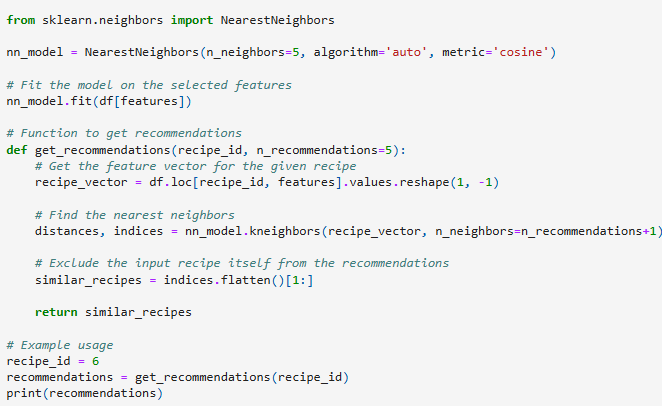 from sklearn.neighbors import NearestNeighbors
nn_model = NearestNeighbors(n_neighbors=5, algorithm='auto', metric='cosine')
# Fit the model on the selected features
nn_model.fit(df[features])
# Function to get recommendations
def get_recommendations(recipe_id, n_recommendations=5):
    # Get the feature vector for the given recipe
    recipe_vector = df.loc[recipe_id, features].values.reshape(1, -1)
    # Find the nearest neighbors
    distances, indices = nn_model.kneighbors(recipe_vector, n_neighbors=n_recommendations+1)
    # Exclude the input recipe itself from the recommendations
    similar_recipes = indices.flatten()[1:]
    return similar_recipes
# Example usage
recipe_id = 6
recommendations = get_recommendations(recipe_id)
print(recommendations)